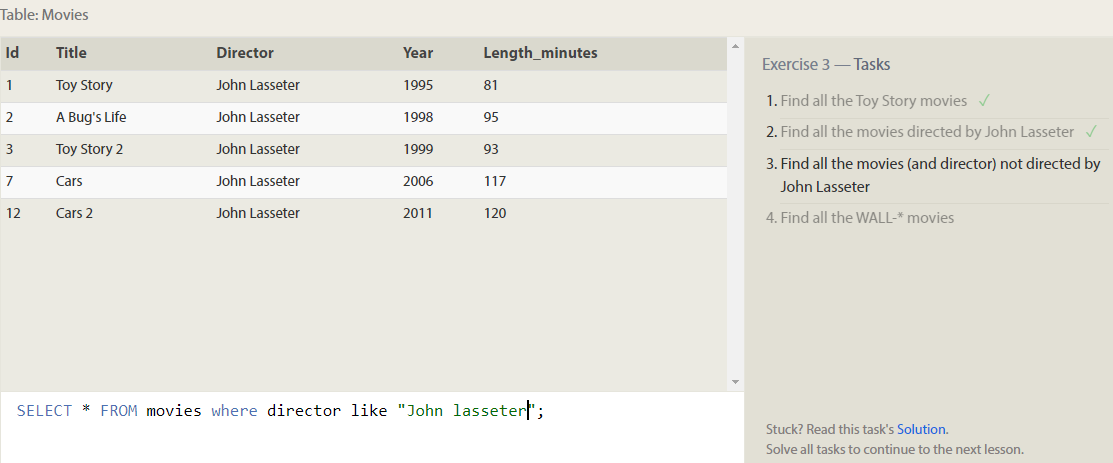 Table: Movies
Id Title Director Year Length_minutes
1 Toy Story John Lasseter 1995 81
2 A Bug's Life John Lasseter 1998 95
3 Toy Story 2 John Lasseter 1999 93
7 Cars John Lasseter 2006 117
12 Cars 2 John Lasseter 2011 120
SELECT * FROM movies where director like "John lasseter";
Exercise 3 — Tasks
1. Find all the Toy Story movies ✓
2. Find all the movies directed by John Lasseter ✓
3. Find all the movies (and director) not directed by
John Lasseter
4. Find all the WALL-* movies
Stuck? Read this task's Solution.
Solve all tasks to continue to the next lesson.